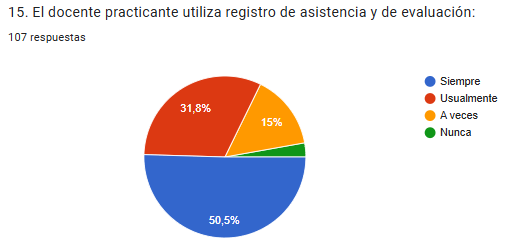 15. El docente practicante utiliza registro de asistencia y de evaluación:
107 respuestas
Siempre
Usualmente
A veces
Nunca
31,8%
15%
50,5%